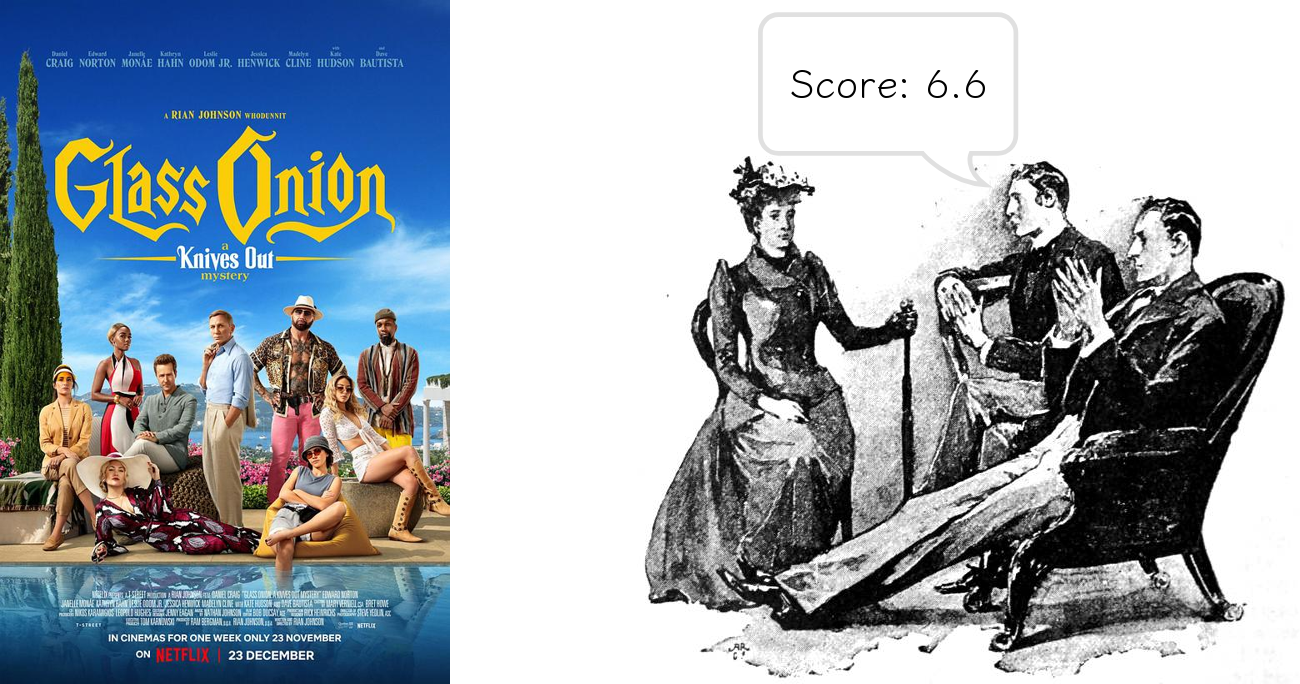 Daniel CRAIG Edward NORTON Janelle MONÁE Kathryn HAHN Leslie ODOM JR. Jessica HENWICK Madelyn CLINE with Kate HUDSON and Dave BAUTISTA
A RIAN JOHNSON WHODUNNIT
Glass Onion
a
Knives Out
mystery
T-STREET
NETFLIX
IN CINEMAS FOR ONE WEEK ONLY 23 NOVEMBER
ON NETFLIX | 23 DECEMBER
Score: 6.6